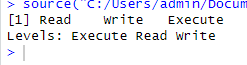 > source("C:/Users/admin/Docum
[1] Read    Write   Execute
Levels: Execute Read Write
>